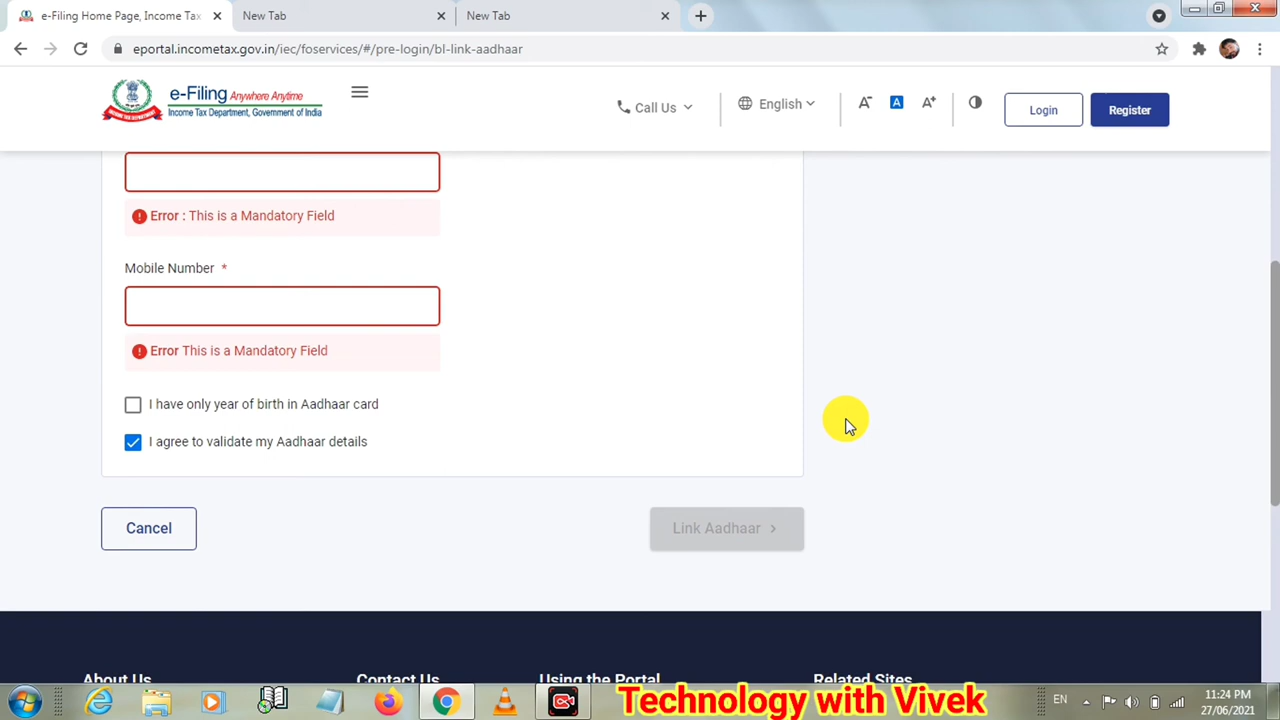 e-Filing Home Page, Income Tax
New Tab
New Tab
eportal.incometax.gov.in/iec/foservices/#/pre-login/bl-link-aadhaar
e-Filing Anywhere Anytime
Income Tax Department, Government of India
Call Us
English
A-
A
A+
Login
Register
Error : This is a Mandatory Field
Mobile Number *
Error This is a Mandatory Field
I have only year of birth in Aadhaar card
I agree to validate my Aadhaar details
Cancel
Link Aadhaar >
About Us
Contact Us
Using the Portal
Related Sites
Technology with Vivek
EN
11:24 PM
27/06/2021